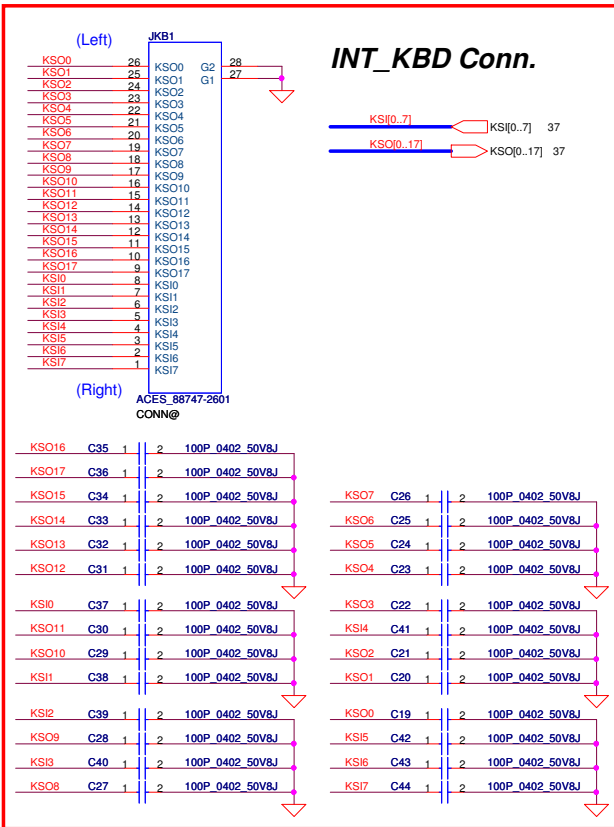 (Left)
JKB1
INT_KBD Conn.
KSO0 26 KSO0 G2 28
KSO1 25 KSO1 G1 27
KSO2 24 KSO2
KSO3 23 KSO3
KSO4 22 KSO4
KSO5 21 KSO5
KSO6 20 KSO6
KSO7 19 KSO7
KSO8 18 KSO8
KSO9 17 KSO9
KSO10 16 KSO10
KSO11 15 KSO11
KSO12 14 KSO12
KSO13 13 KSO13
KSO14 12 KSO14
KSO15 11 KSO15
KSO16 10 KSO16
KSO17 9 KSO17
KSI0 8 KSI0
KSI1 7 KSI1
KSI2 6 KSI2
KSI3 5 KSI3
KSI4 4 KSI4
KSI5 3 KSI5
KSI6 2 KSI6
KSI7 1 KSI7
(Right)
ACES_88747-2601
CONN@
KSI[0..7] KSI[0..7] 37
KSO[0..17] KSO[0..17] 37
KSO16 C35 1 2 100P_0402_50V8J
KSO17 C36 1 2 100P_0402_50V8J
KSO15 C34 1 2 100P_0402_50V8J
KSO14 C33 1 2 100P_0402_50V8J
KSO13 C32 1 2 100P_0402_50V8J
KSO12 C31 1 2 100P_0402_50V8J
KSI0 C37 1 2 100P_0402_50V8J
KSO11 C30 1 2 100P_0402_50V8J
KSO10 C29 1 2 100P_0402_50V8J
KSI1 C38 1 2 100P_0402_50V8J
KSI2 C39 1 2 100P_0402_50V8J
KSO9 C28 1 2 100P_0402_50V8J
KSI3 C40 1 2 100P_0402_50V8J
KSO8 C27 1 2 100P_0402_50V8J
KSO7 C26 1 2 100P_0402_50V8J
KSO6 C25 1 2 100P_0402_50V8J
KSO5 C24 1 2 100P_0402_50V8J
KSO4 C23 1 2 100P_0402_50V8J
KSO3 C22 1 2 100P_0402_50V8J
KSI4 C41 1 2 100P_0402_50V8J
KSO2 C21 1 2 100P_0402_50V8J
KSO1 C20 1 2 100P_0402_50V8J
KSO0 C19 1 2 100P_0402_50V8J
KSI5 C42 1 2 100P_0402_50V8J
KSI6 C43 1 2 100P_0402_50V8J
KSI7 C44 1 2 100P_0402_50V8J